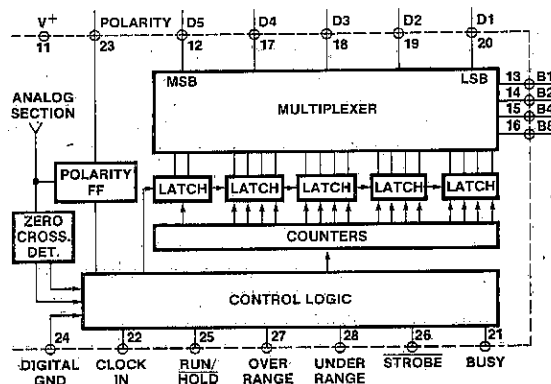 V+ POLARITY D5 D4 D3 D2 D1
11 23 12 17 18 19 20
MSB LSB
MULTIPLEXER
13 B1
14 B2
15 B4
16 B8
ANALOG
SECTION
POLARITY
FF
LATCH LATCH LATCH LATCH LATCH
ZERO
CROSS.
DET.
COUNTERS
CONTROL LOGIC
24 22 25 27 28 26 21
DIGITAL CLOCK RUN/ OVER UNDER STROBE BUSY
GND IN HOLD RANGE RANGE